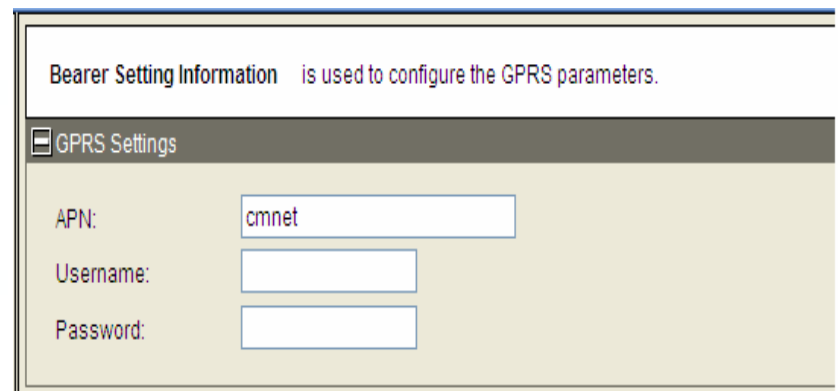 Bearer Setting Information is used to configure the GPRS parameters.
GPRS Settings
APN: cmnet
Username:
Password: